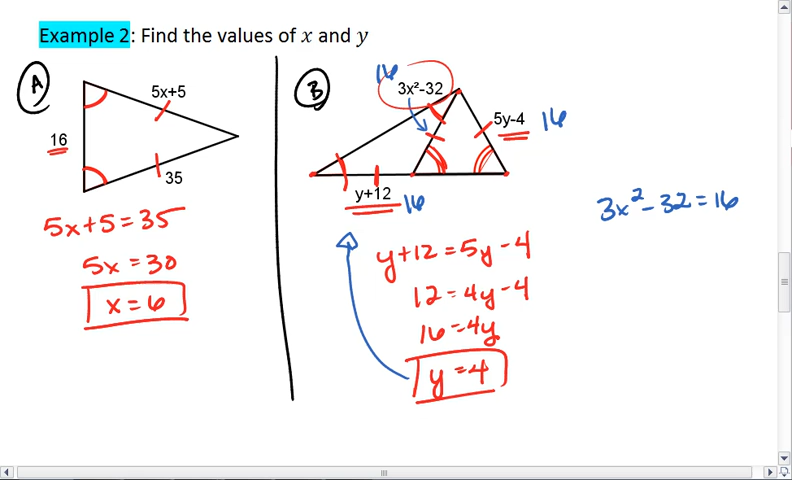 Example 2: Find the values of x and y
A
5x+5
16
35
5x+5=35
5x=30
x=6
B
16
3x²-32
5y-4
16
y+12
16
3x²-32=16
y+12=5y-4
12=4y-4
16=4y
y=4